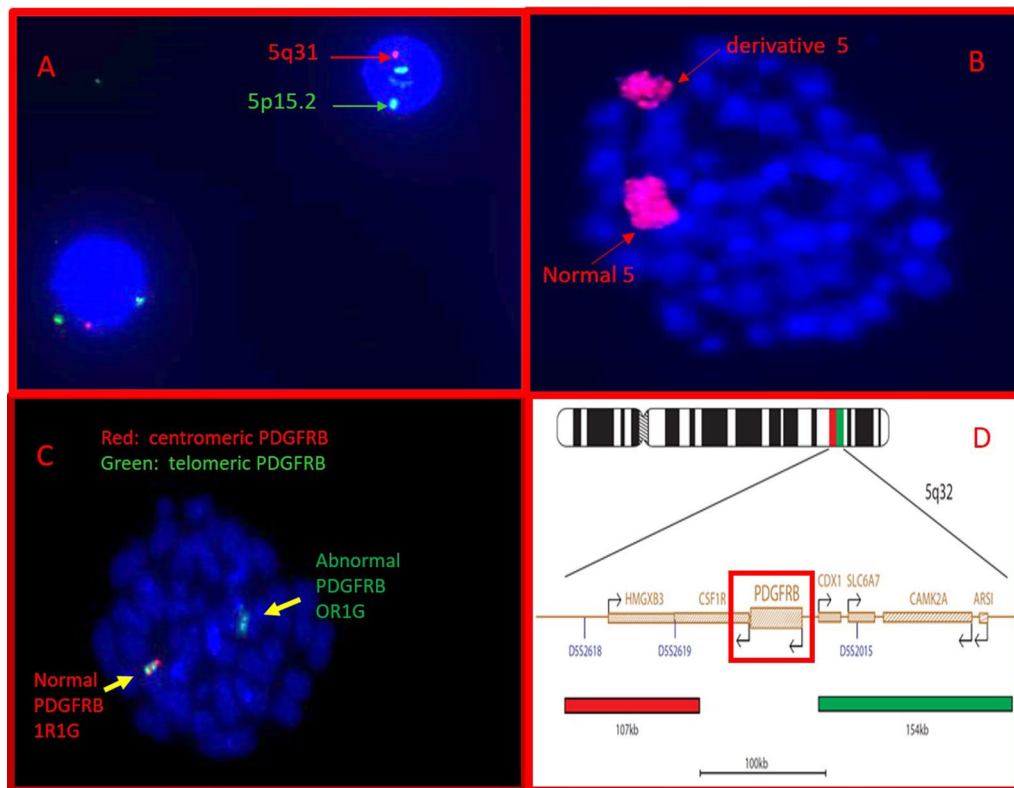 A
5q31
5p15.2
B
derivative 5
Normal 5
C
Red: centromeric PDGFRB
Green: telomeric PDGFRB
Abnormal
PDGFRB
OR1G
Normal
PDGFRB
1R1G
D
5q32
HMGXB3
CSF1R
PDGFRB
CDX1
SLC6A7
CAMK2A
ARSI
D5S2618
D5S2619
D5S2015
107kb
154kb
100kb